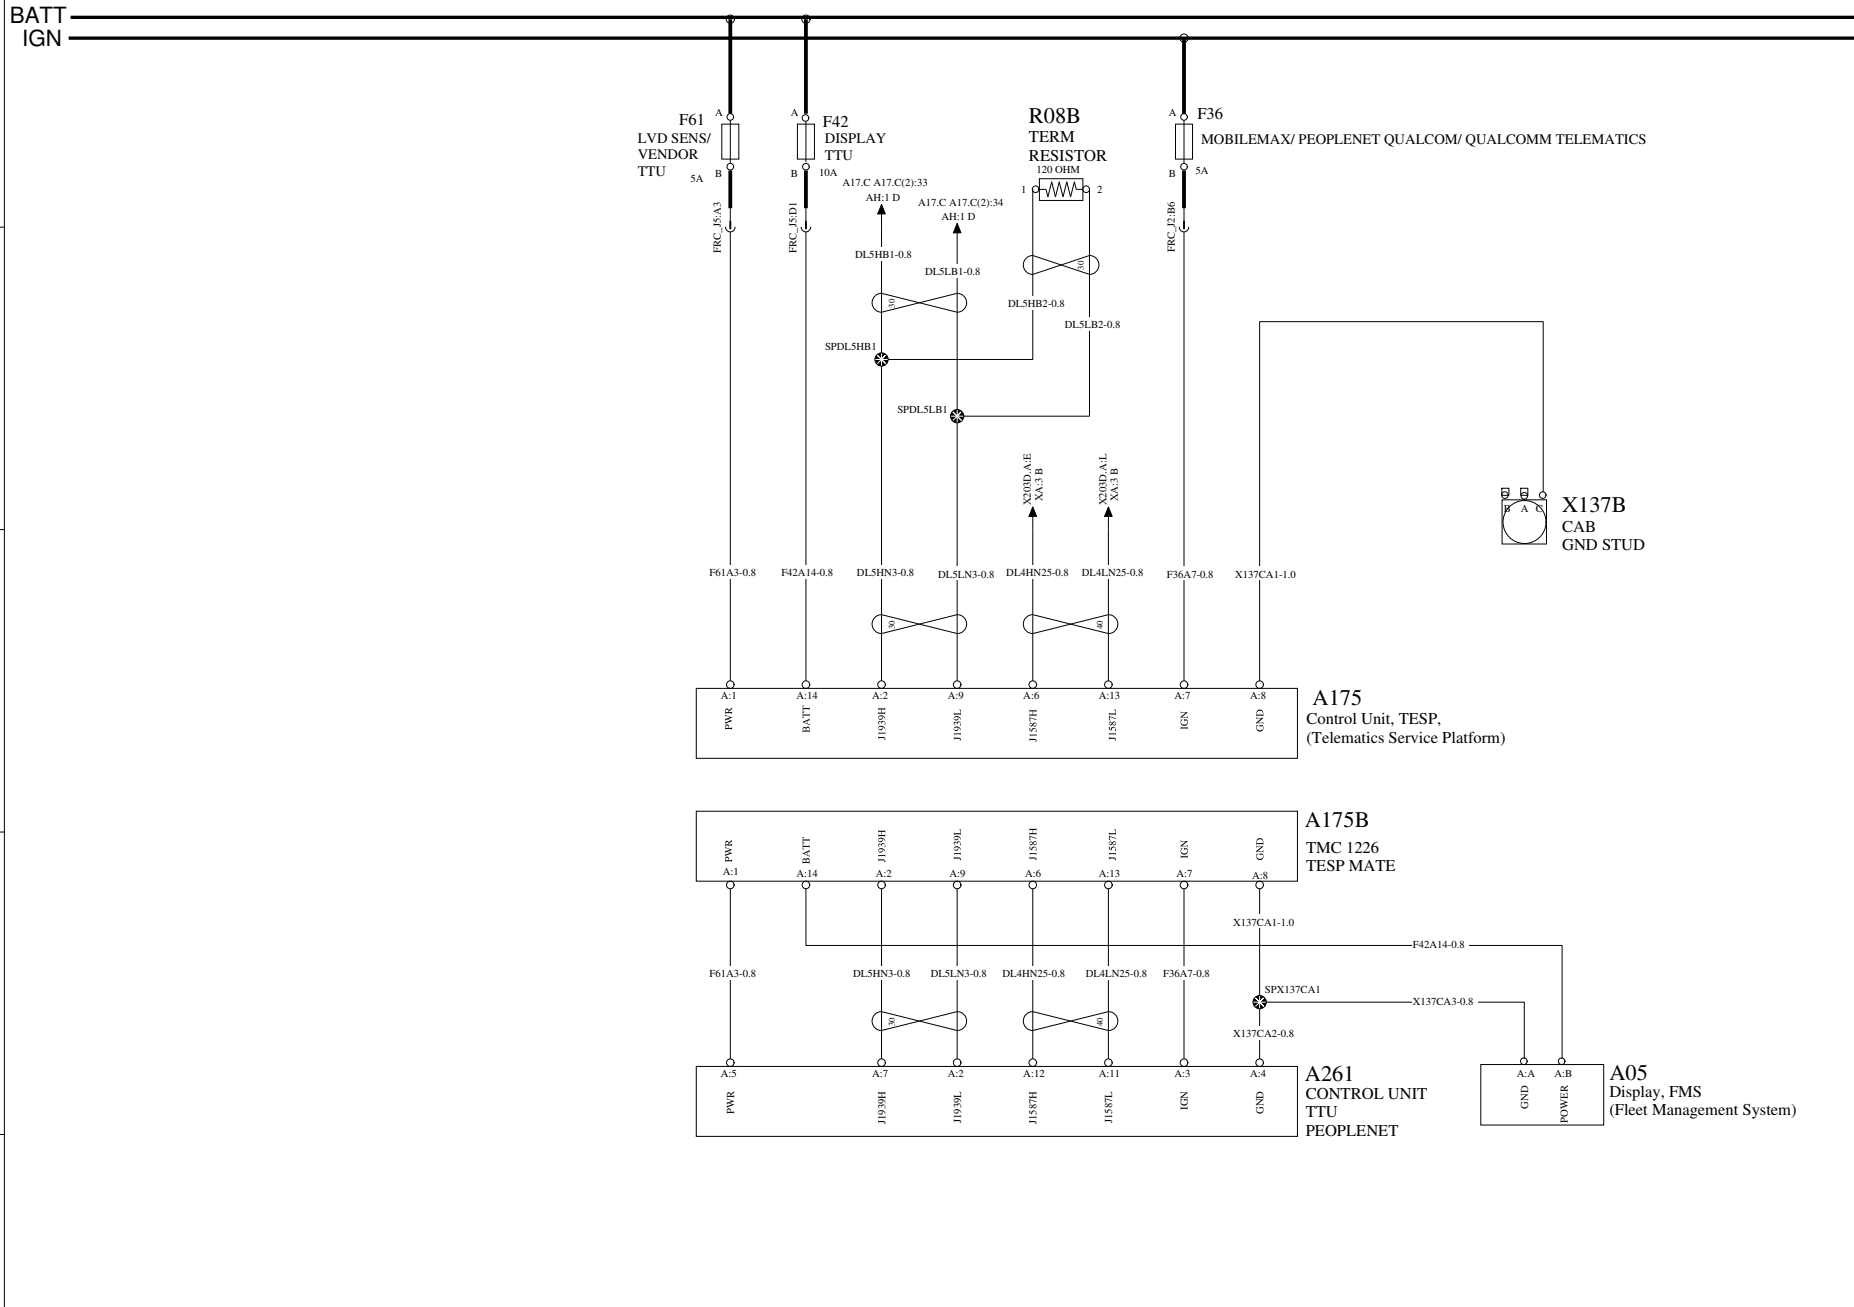 BATT
IGN
F61
LVD SENS/
VENDOR
TTU
5A
A
B
FRC_J5:A3
F42
DISPLAY
TTU
10A
A
B
FRC_J5:D1
A17.C A17.C(2):33
AH:1 D
A17.C A17.C(2):34
AH:1 D
R08B
TERM
RESISTOR
120 OHM
1
2
A
F36
MOBILEMAX/ PEOPLENET QUALCOM/ QUALCOMM TELEMATICS
B
5A
FRC_J2:B6
DL5HB1-0.8
DL5LB1-0.8
30
30
DL5HB2-0.8
DL5LB2-0.8
SPDL5HB1
SPDL5LB1
X203D.A:E
XA:3 B
X203D.A:L
XA:3 B
B A C
X137B
CAB
GND STUD
F61A3-0.8
F42A14-0.8
DL5HN3-0.8
DL5LN3-0.8
DL4HN25-0.8
DL4LN25-0.8
F36A7-0.8
X137CA1-1.0
30
40
A:1 A:14 A:2 A:9 A:6 A:13 A:7 A:8
PWR
BATT
J1939H
J1939L
J1587H
J1587L
IGN
GND
A175
Control Unit, TESP,
(Telematics Service Platform)
PWR
BATT
J1939H
J1939L
J1587H
J1587L
IGN
GND
A:1 A:14 A:2 A:9 A:6 A:13 A:7 A:8
A175B
TMC 1226
TESP MATE
X137CA1-1.0
F42A14-0.8
F61A3-0.8
DL5HN3-0.8
DL5LN3-0.8
DL4HN25-0.8
DL4LN25-0.8
F36A7-0.8
SPX137CA1
X137CA3-0.8
30
40
X137CA2-0.8
A:5 A:7 A:2 A:12 A:11 A:3 A:4
PWR
J1939H
J1939L
J1587H
J1587L
IGN
GND
A261
CONTROL UNIT
TTU
PEOPLENET
A:A A:B
GND
POWER
A05
Display, FMS
(Fleet Management System)